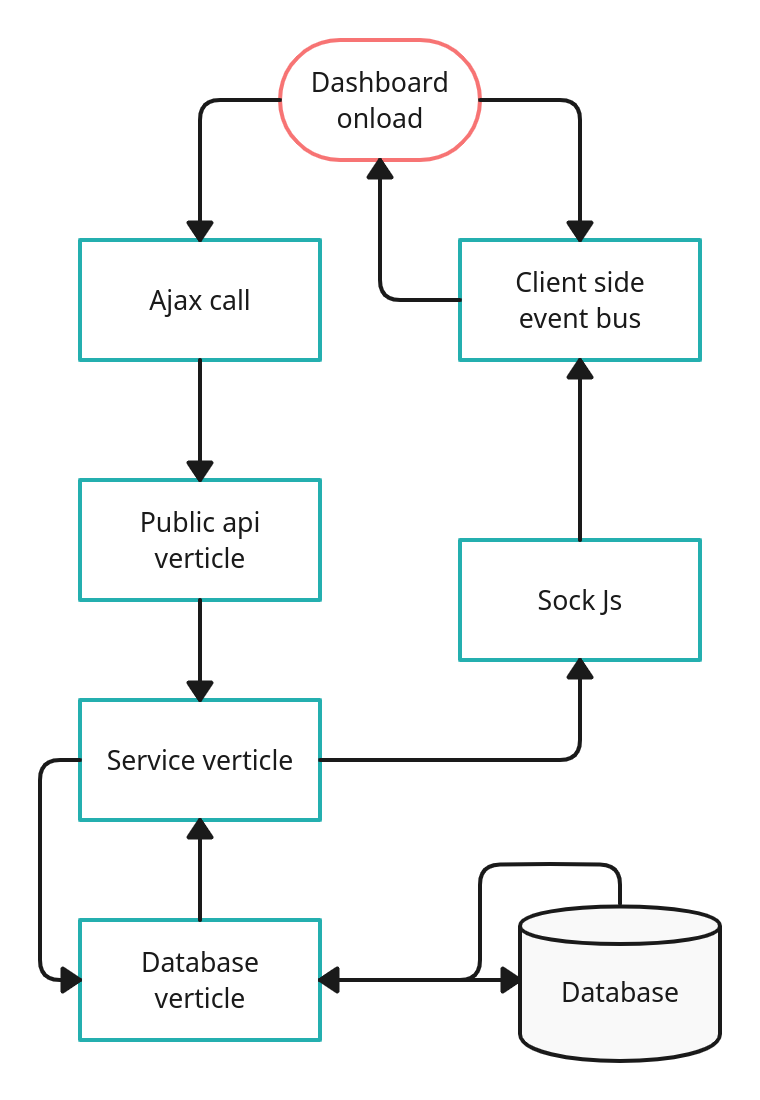 Dashboard
onload
Ajax call
Client side
event bus
Public api
verticle
Sock Js
Service verticle
Database
verticle
Database